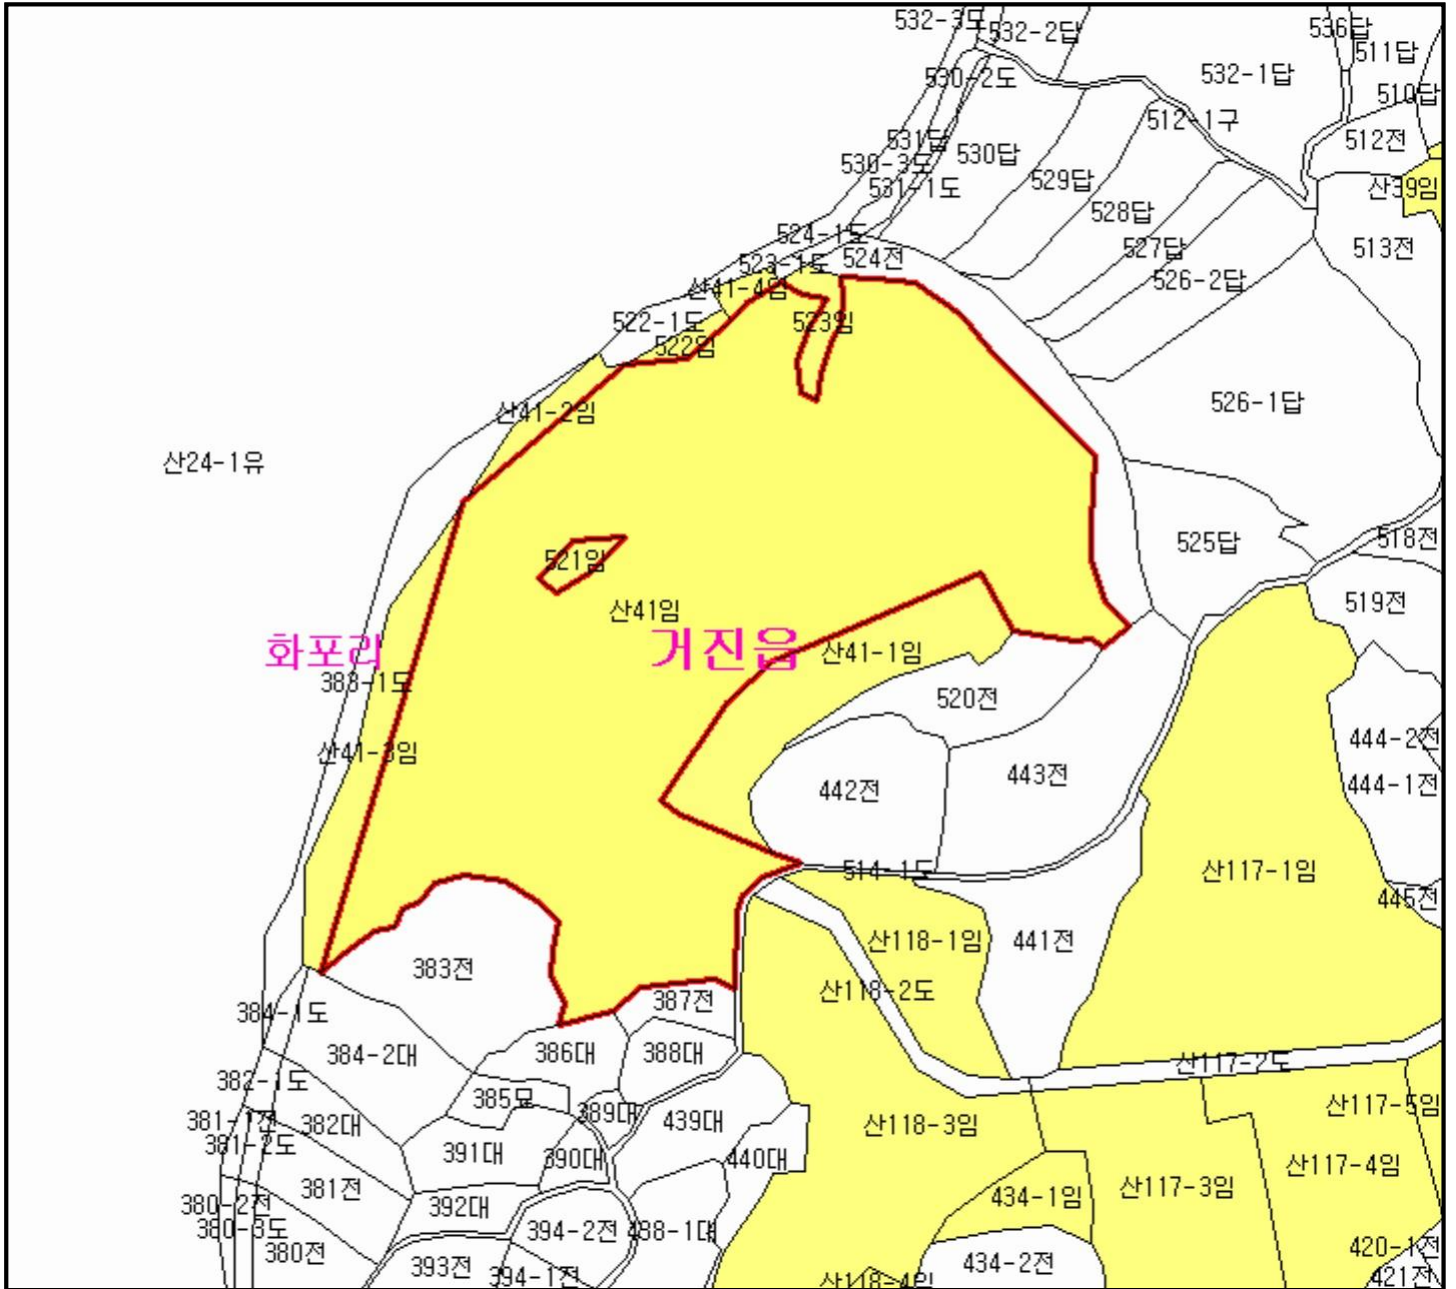 532-3도
532-2답
536답
511답
532-1답
530-2도
510답
512-1구
531답
512전
530답
530-3도
529답
531-1도
산39임
528답
524-1도
527답
513전
524전
523-1도
526-2답
산41-4임
522-1도
523임
522임
526-1답
산41-2임
산24-1유
518전
525답
521임
519전
산41임
화포리
거진읍
산41-1임
388-1도
520전
444-2전
산41-3임
443전
444-1전
442전
514-1도
산117-1임
445전
산118-1임
441전
383전
산118-2도
387전
384-1도
386대
388대
384-2대
산117-2도
382-1도
385묘
389대
산117-5임
381-1전
382대
439대
산118-3임
381-2도
391대
390대
440대
산117-4임
381전
산117-3임
434-1임
380-2전
392대
380-3도
394-2전
438-1대
420-1전
380전
434-2전
393전
394-1전
421전
산118-4임